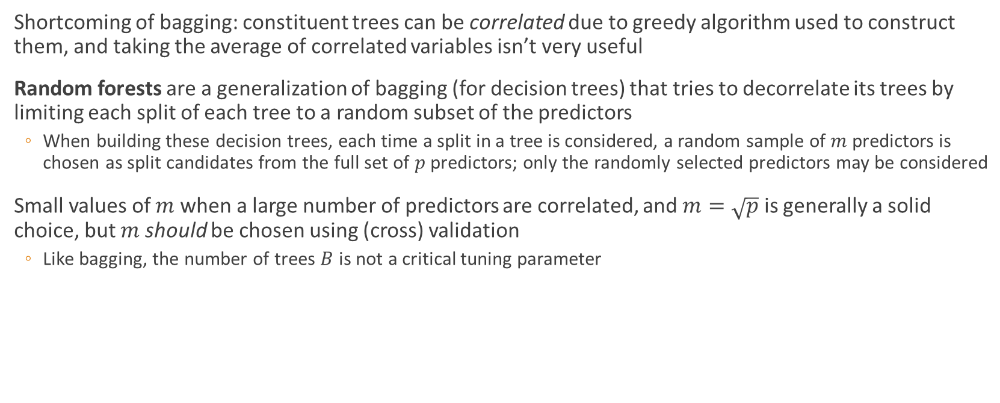 Shortcoming of bagging: constituent trees can be correlated due to greedy algorithm used to construct
them, and taking the average of correlated variables isn’t very useful
Random forests are a generalization of bagging (for decision trees) that tries to decorrelate its trees by
limiting each split of each tree to a random subset of the predictors
◦ When building these decision trees, each time a split in a tree is considered, a random sample of m predictors is
chosen as split candidates from the full set of p predictors; only the randomly selected predictors may be considered
Small values of m when a large number of predictors are correlated, and m = √p is generally a solid
choice, but m should be chosen using (cross) validation
◦ Like bagging, the number of trees B is not a critical tuning parameter